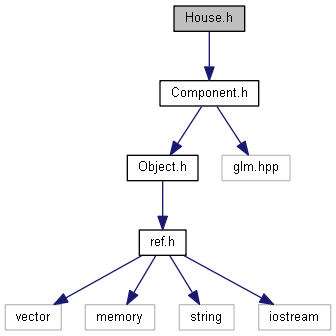 House.h
Component.h
Object.h
glm.hpp
ref.h
vector
memory
string
iostream